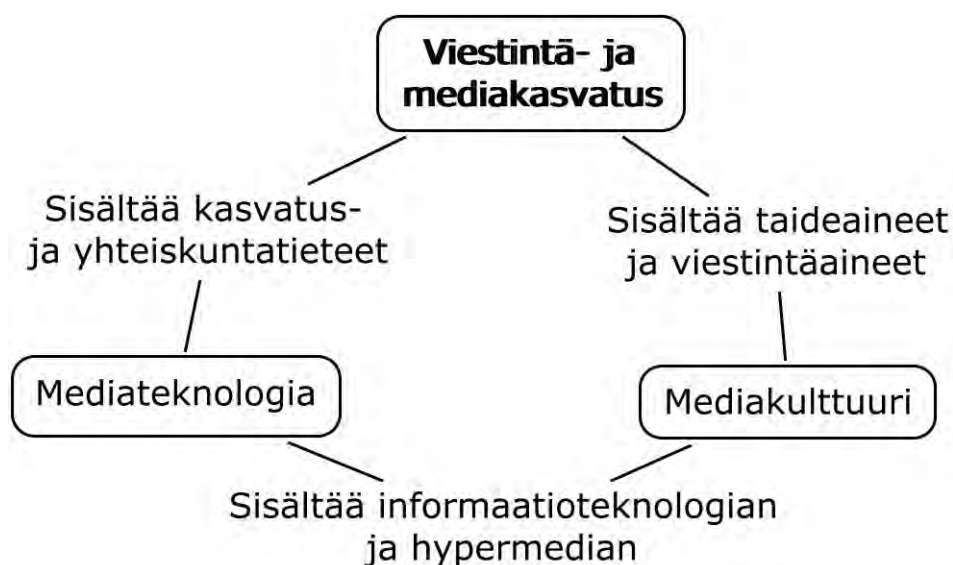 Viestintä- ja
mediakasvatus
Sisältää kasvatus-
ja yhteiskuntatieteet
Sisältää taideaineet
ja viestintäaineet
Mediateknologia
Mediakulttuuri
Sisältää informaatioteknologian
ja hypermedian